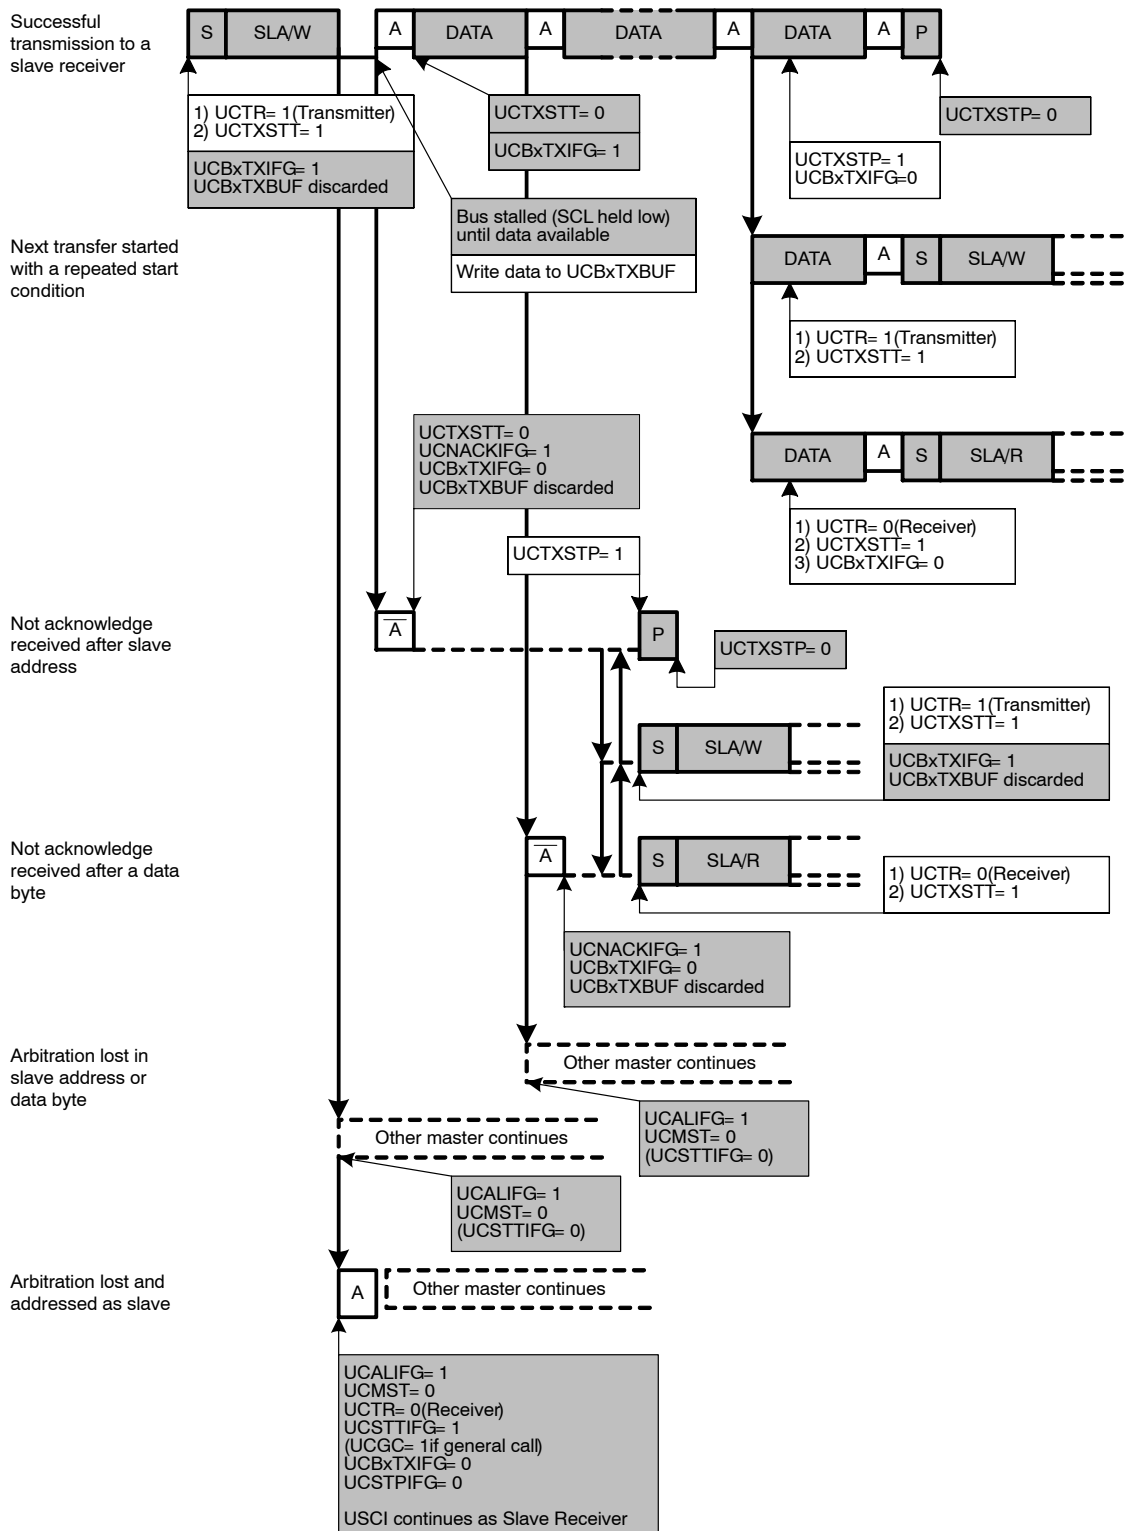 Successful
transmission to a
slave receiver
S
SLA/W
A
DATA
A
DATA
A
DATA
A
P
1) UCTR= 1(Transmitter)
2) UCTXSTT= 1
UCBxTXIFG= 1
UCBxTXBUF discarded
UCTXSTT= 0
UCBxTXIFG= 1
UCTXSTP= 0
UCTXSTP= 1
UCBxTXIFG=0
Bus stalled (SCL held low)
until data available
Write data to UCBxTXBUF
Next transfer started
with a repeated start
condition
DATA
A
S
SLA/W
1) UCTR= 1(Transmitter)
2) UCTXSTT= 1
DATA
A
S
SLA/R
1) UCTR= 0(Receiver)
2) UCTXSTT= 1
3) UCBxTXIFG= 0
UCTXSTT= 0
UCNACKIFG= 1
UCBxTXIFG= 0
UCBxTXBUF discarded
UCTXSTP= 1
Not acknowledge
received after slave
address
A̅
P
UCTXSTP= 0
S
SLA/W
1) UCTR= 1(Transmitter)
2) UCTXSTT= 1
UCBxTXIFG= 1
UCBxTXBUF discarded
Not acknowledge
received after a data
byte
A̅
S
SLA/R
1) UCTR= 0(Receiver)
2) UCTXSTT= 1
UCNACKIFG= 1
UCBxTXIFG= 0
UCBxTXBUF discarded
Arbitration lost in
slave address or
data byte
Other master continues
UCALIFG= 1
UCMST= 0
(UCSTTIFG= 0)
Other master continues
UCALIFG= 1
UCMST= 0
(UCSTTIFG= 0)
Arbitration lost and
addressed as slave
A
Other master continues
UCALIFG= 1
UCMST= 0
UCTR= 0(Receiver)
UCSTTIFG= 1
(UCGC= 1if general call)
UCBxTXIFG= 0
UCSTPIFG= 0
USCI continues as Slave Receiver